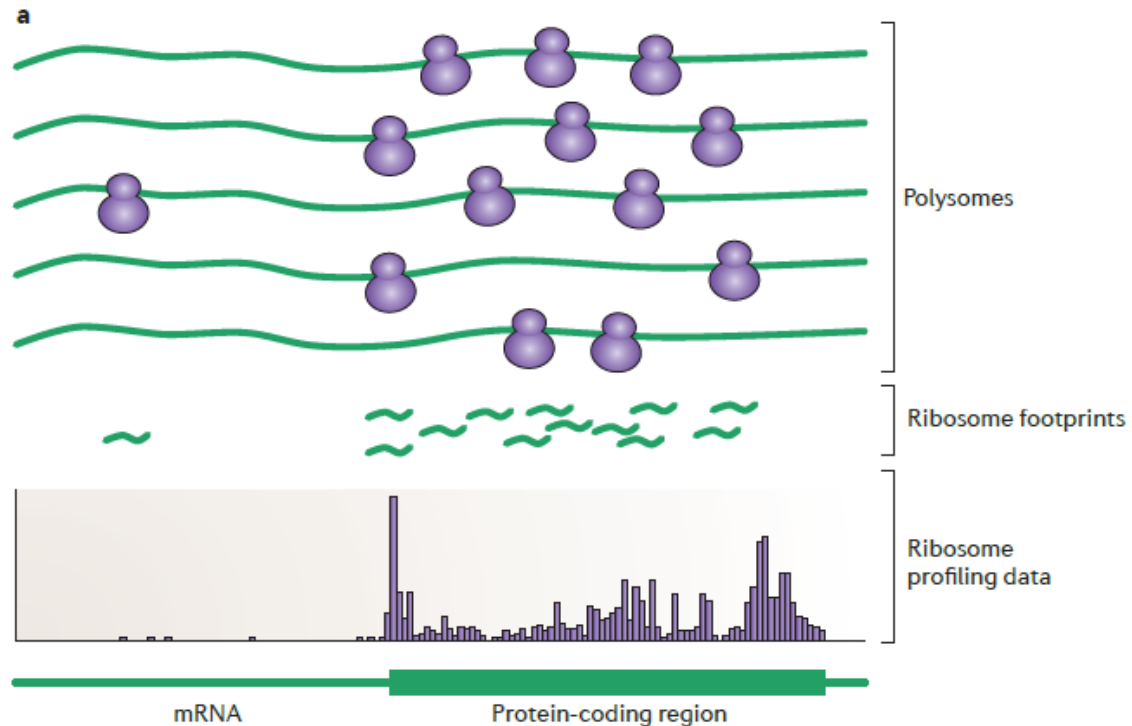 a
Polysomes
Ribosome footprints
Ribosome
profiling data
mRNA
Protein-coding region